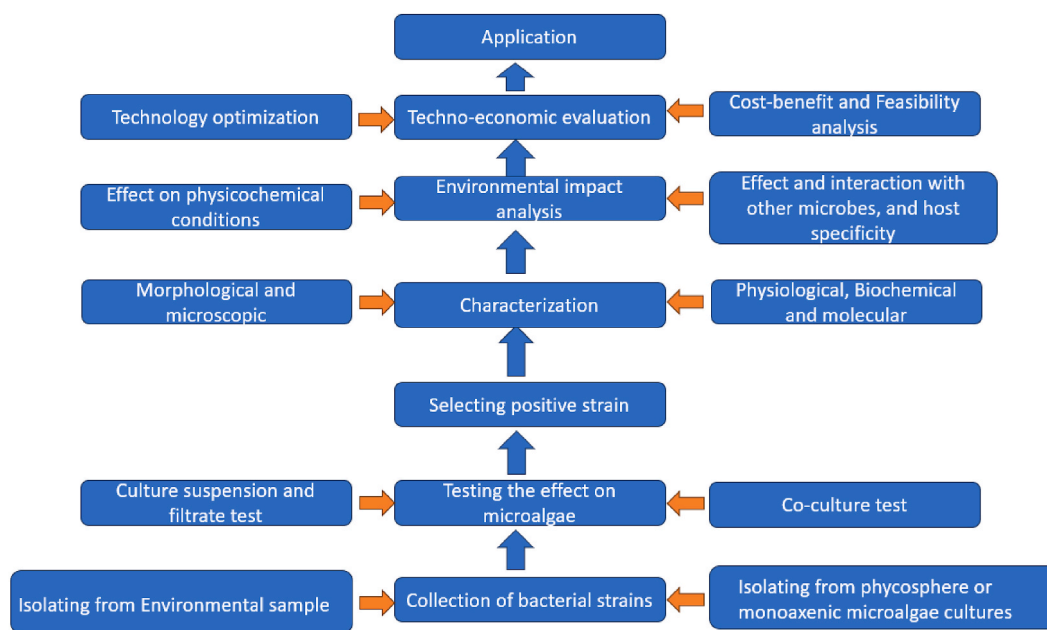 Application
Technology optimization
Techno-economic evaluation
Cost-benefit and Feasibility
analysis
Effect on physicochemical
conditions
Environmental impact
analysis
Effect and interaction with
other microbes, and host
specificity
Morphological and
microscopic
Characterization
Physiological, Biochemical
and molecular
Selecting positive strain
Culture suspension and
filtrate test
Testing the effect on
microalgae
Co-culture test
Isolating from Environmental sample
Collection of bacterial strains
Isolating from phycosphere or
monoaxenic microalgae cultures